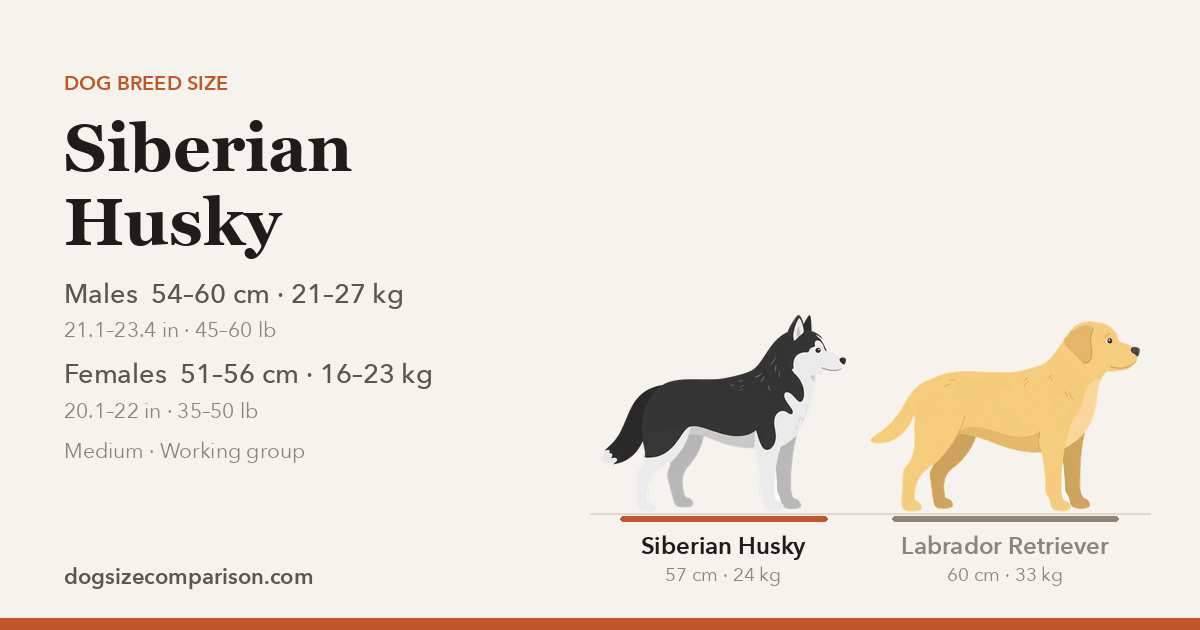 DOG BREED SIZE
Siberian
Husky
Males 54–60 cm · 21–27 kg
21.1–23.4 in · 45–60 lb
Females 51–56 cm · 16–23 kg
20.1–22 in · 35–50 lb
Medium · Working group
dogsizecomparison.com
Siberian Husky
57 cm · 24 kg
Labrador Retriever
60 cm · 33 kg